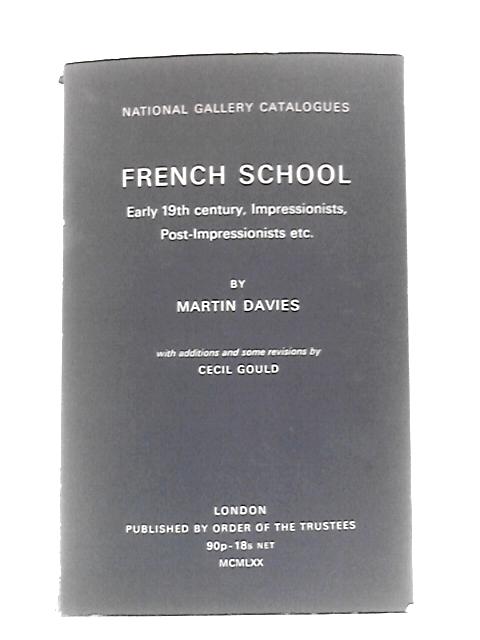 NATIONAL GALLERY CATALOGUES
FRENCH SCHOOL
Early 19th century, Impressionists,
Post-Impressionists etc.
BY
MARTIN DAVIES
with additions and some revisions by
CECIL GOULD
LONDON
PUBLISHED BY ORDER OF THE TRUSTEES
90p-18s NET
MCMLXX